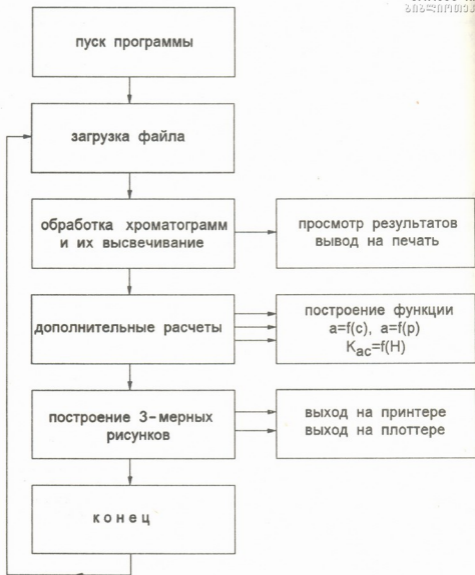 пуск программы
загрузка файла
обработка хроматограмм
и их высвечивание
просмотр результатов
вывод на печать
дополнительные расчеты
построение функции
a=f(c), a=f(p)
Kас=f(H)
построение 3-мерных
рисунков
выход на принтере
выход на плоттере
конец